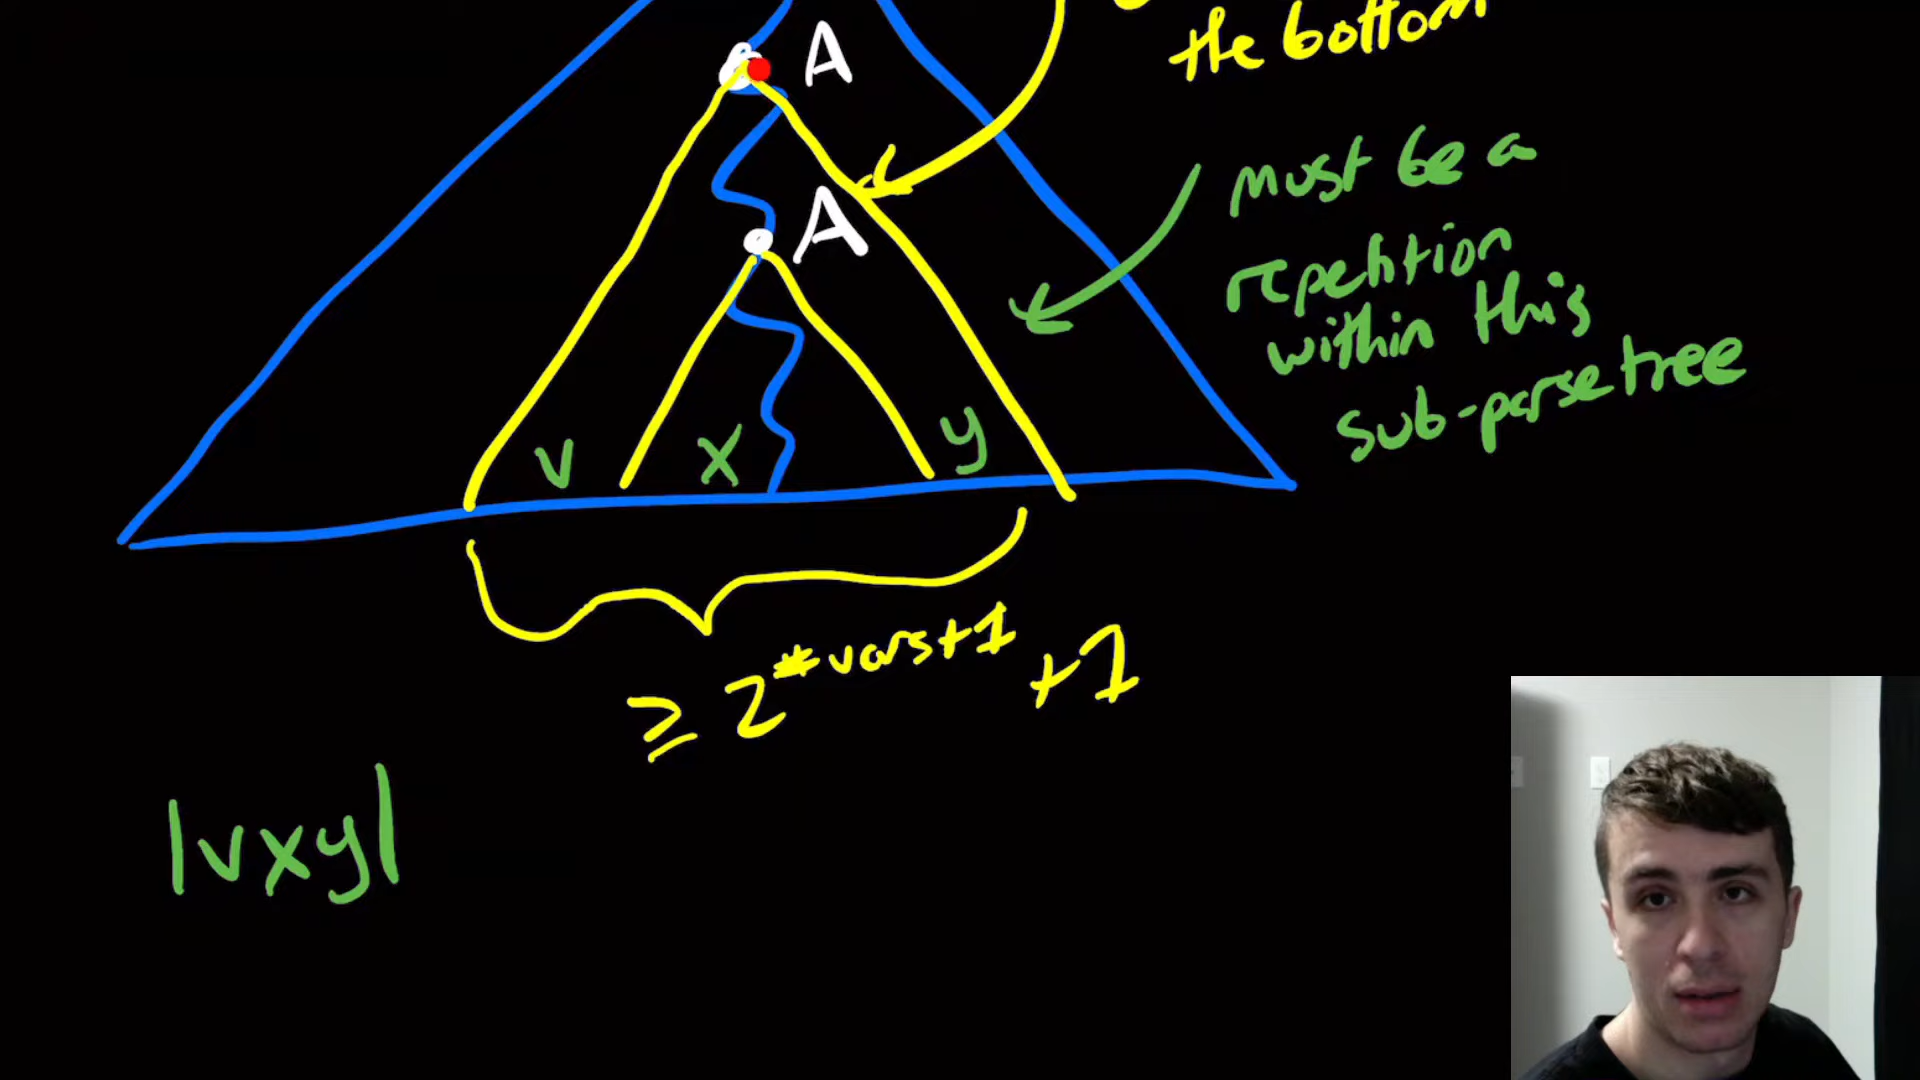 the bottom
A
must be a
A
repetition
within this
sub-parse tree
v x y
≥ 2^#vars+1 + 1
|vxy|